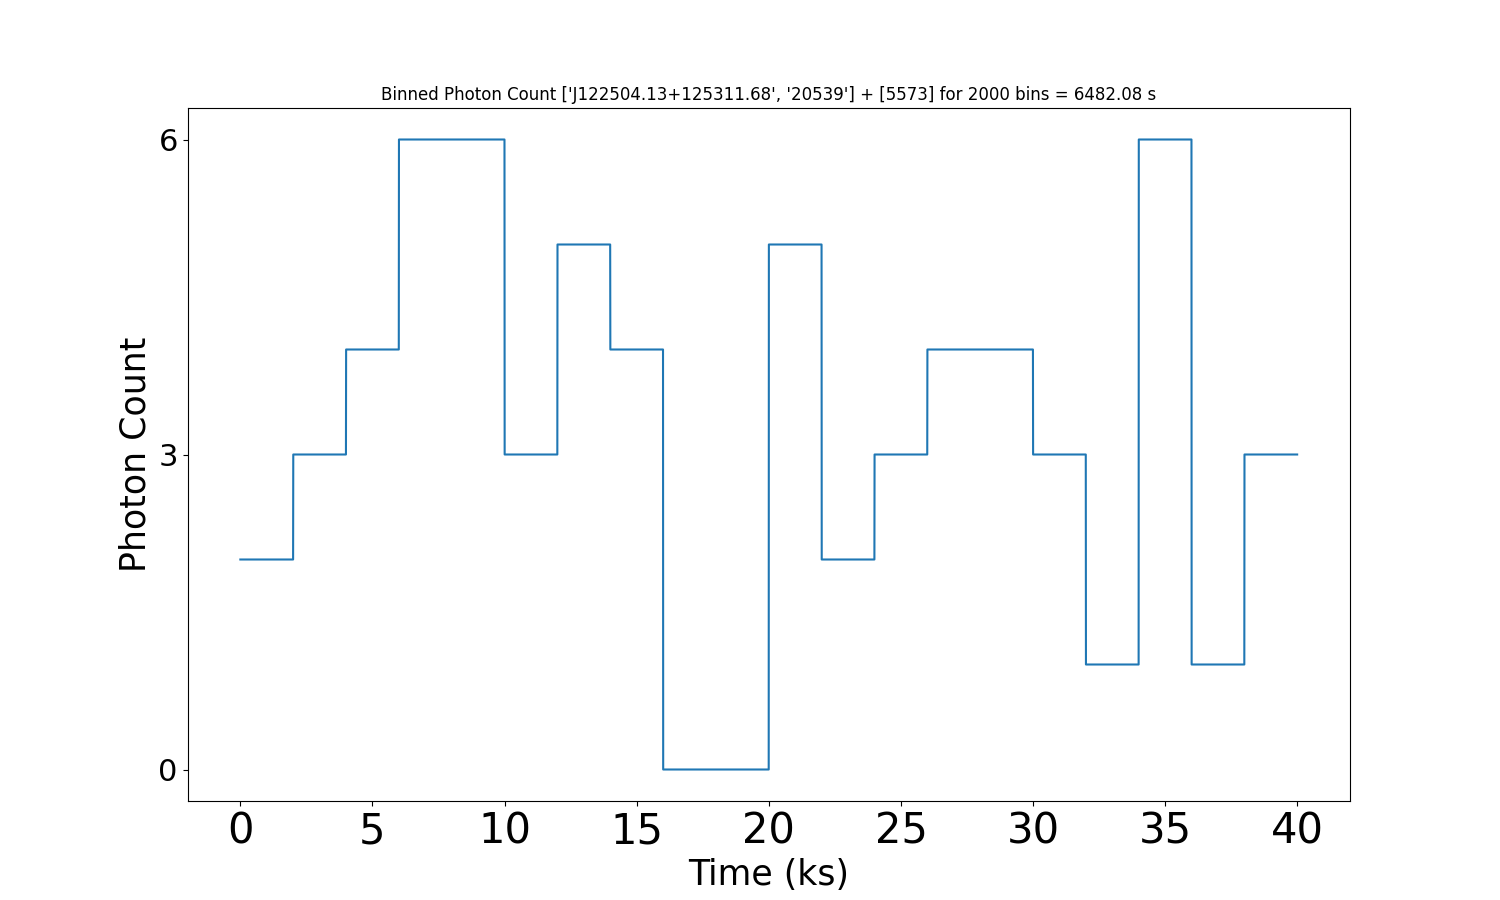 Binned Photon Count ['J122504.13+125311.68', '20539'] + [5573] for 2000 bins = 6482.08 s
6
3
0
Photon Count
0 5 10 15 20 25 30 35 40
Time (ks)